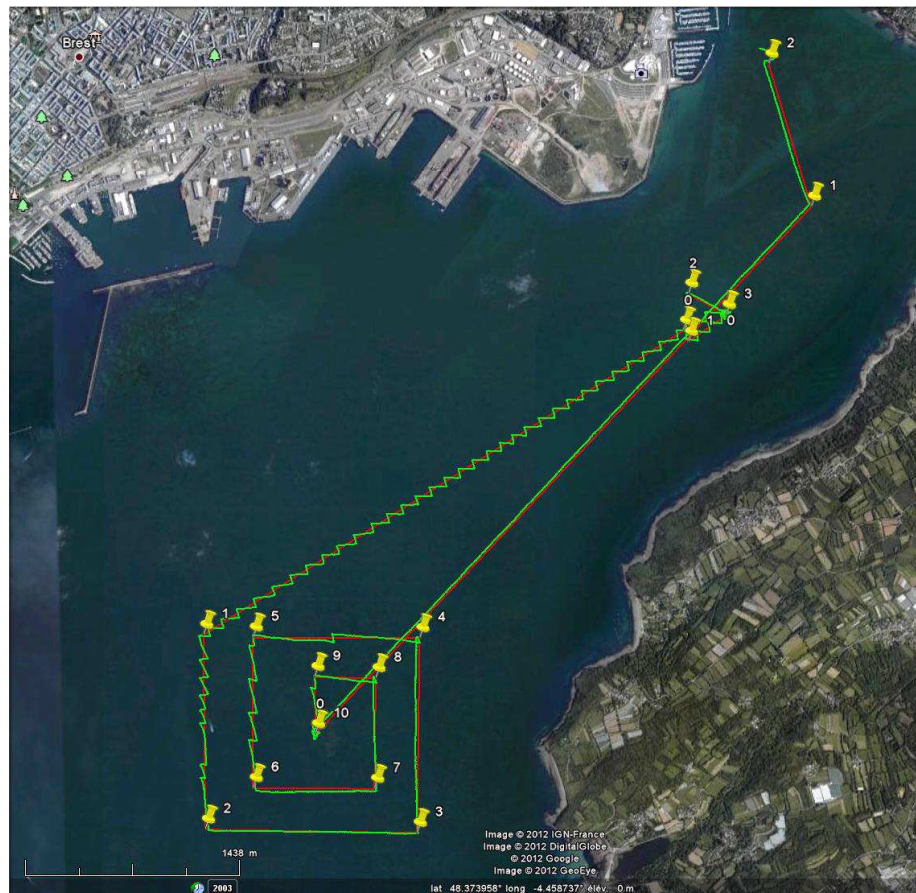 Brest
2
1
2
3
0
1
0
1
5
4
9
8
0
10
6
7
2
3
Image © 2012 IGN-France
Image © 2012 DigitalGlobe
© 2012 Google
Image © 2012 GeoEye
1438 m
2003
lat 48.373958° long -4.458737° élév. 0 m